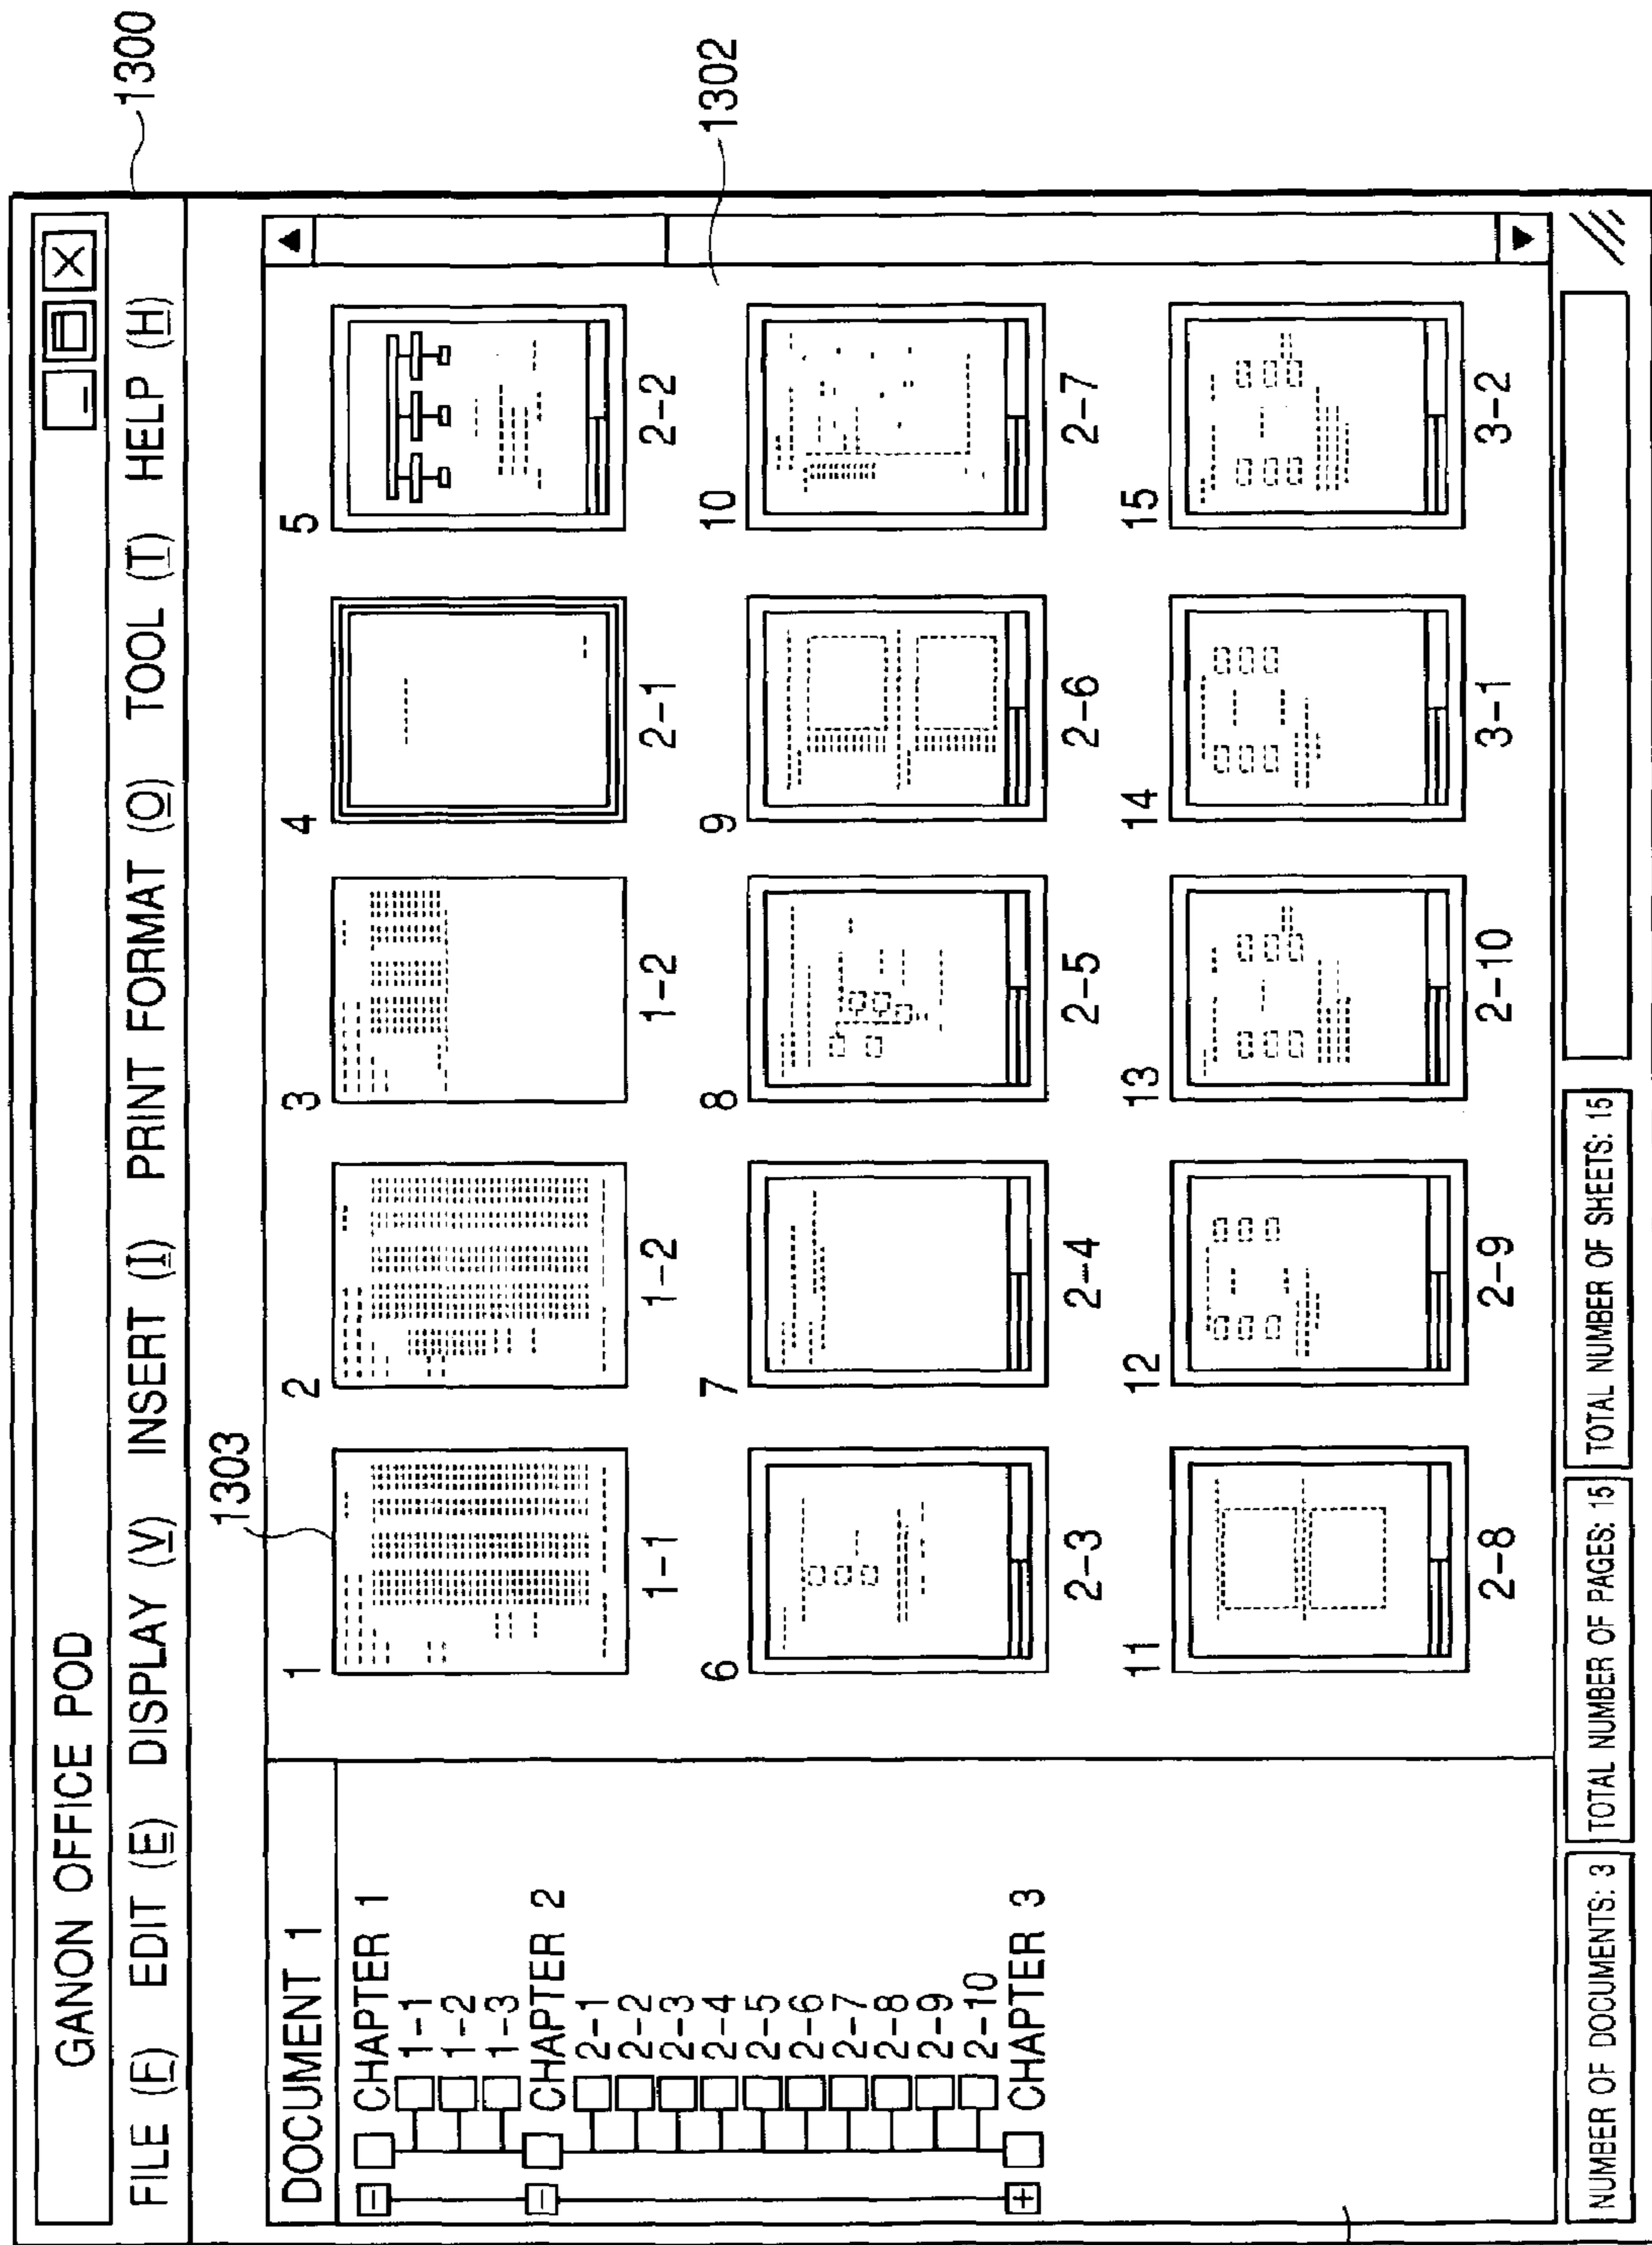 GANON OFFICE POD
1300
FILE (F) EDIT (E) DISPLAY (V) INSERT (I) PRINT FORMAT (O) TOOL (T) HELP (H)
1303
DOCUMENT 1
CHAPTER 1
1-1
1-2
1-3
CHAPTER 2
2-1
2-2
2-3
2-4
2-5
2-6
2-7
2-8
2-9
2-10
CHAPTER 3
1 2 3 4 5
1-1 1-2 1-2 2-1 2-2
1302
6 7 8 9 10
2-3 2-4 2-5 2-6 2-7
11 12 13 14 15
2-8 2-9 2-10 3-1 3-2
NUMBER OF DOCUMENTS: 3 TOTAL NUMBER OF PAGES: 15 TOTAL NUMBER OF SHEETS: 15